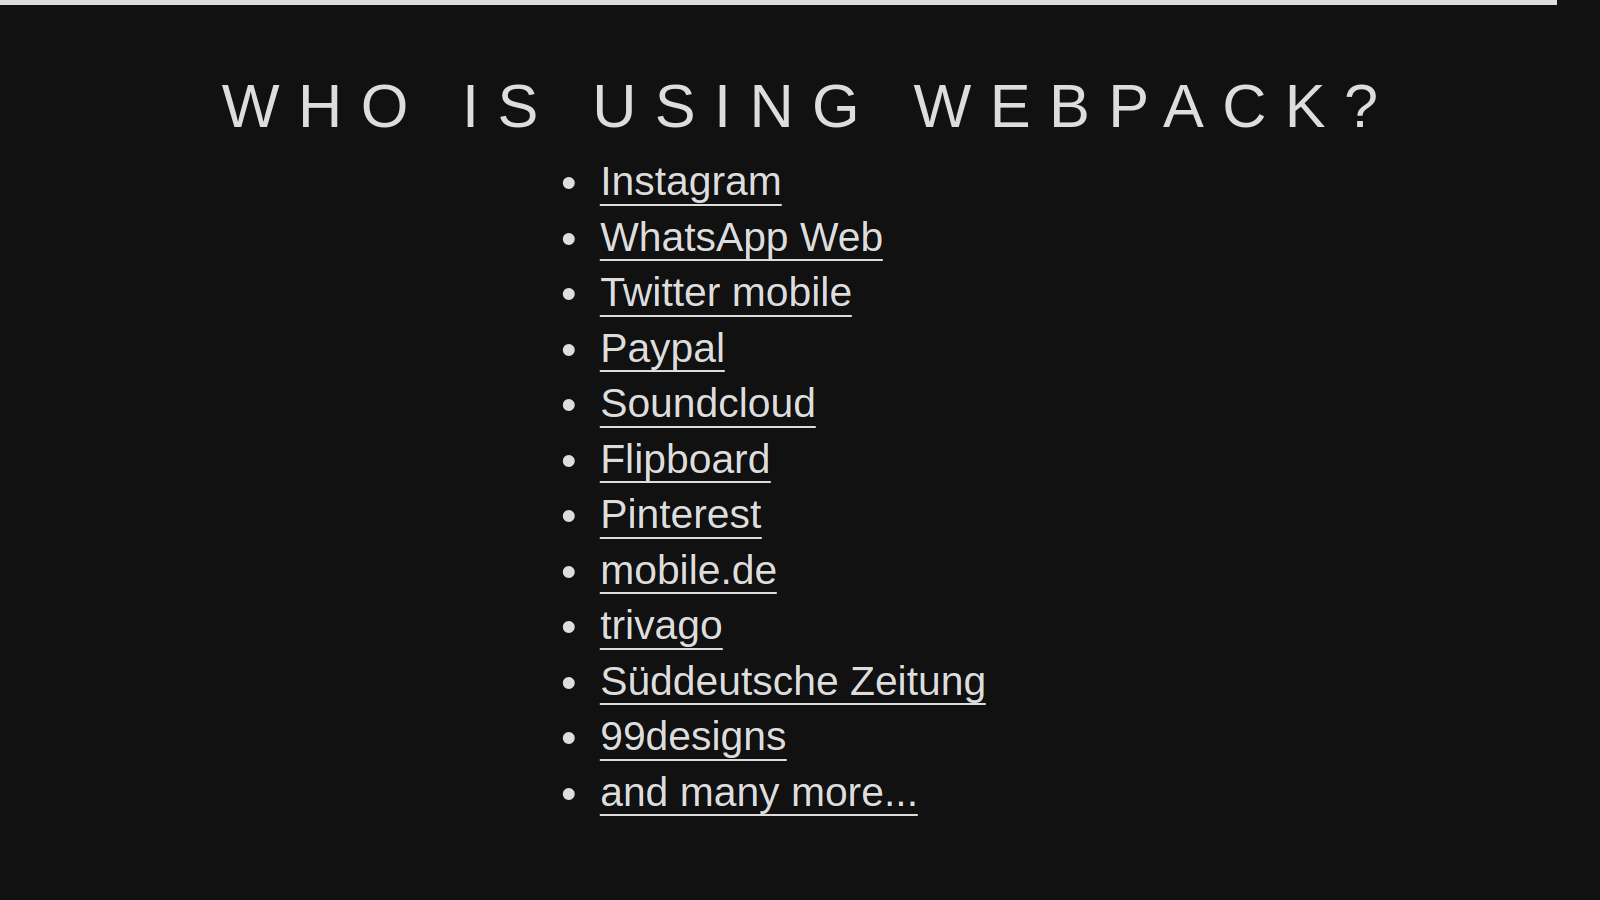 WHO IS USING WEBPACK?
Instagram
WhatsApp Web
Twitter mobile
Paypal
Soundcloud
Flipboard
Pinterest
mobile.de
trivago
Süddeutsche Zeitung
99designs
and many more...